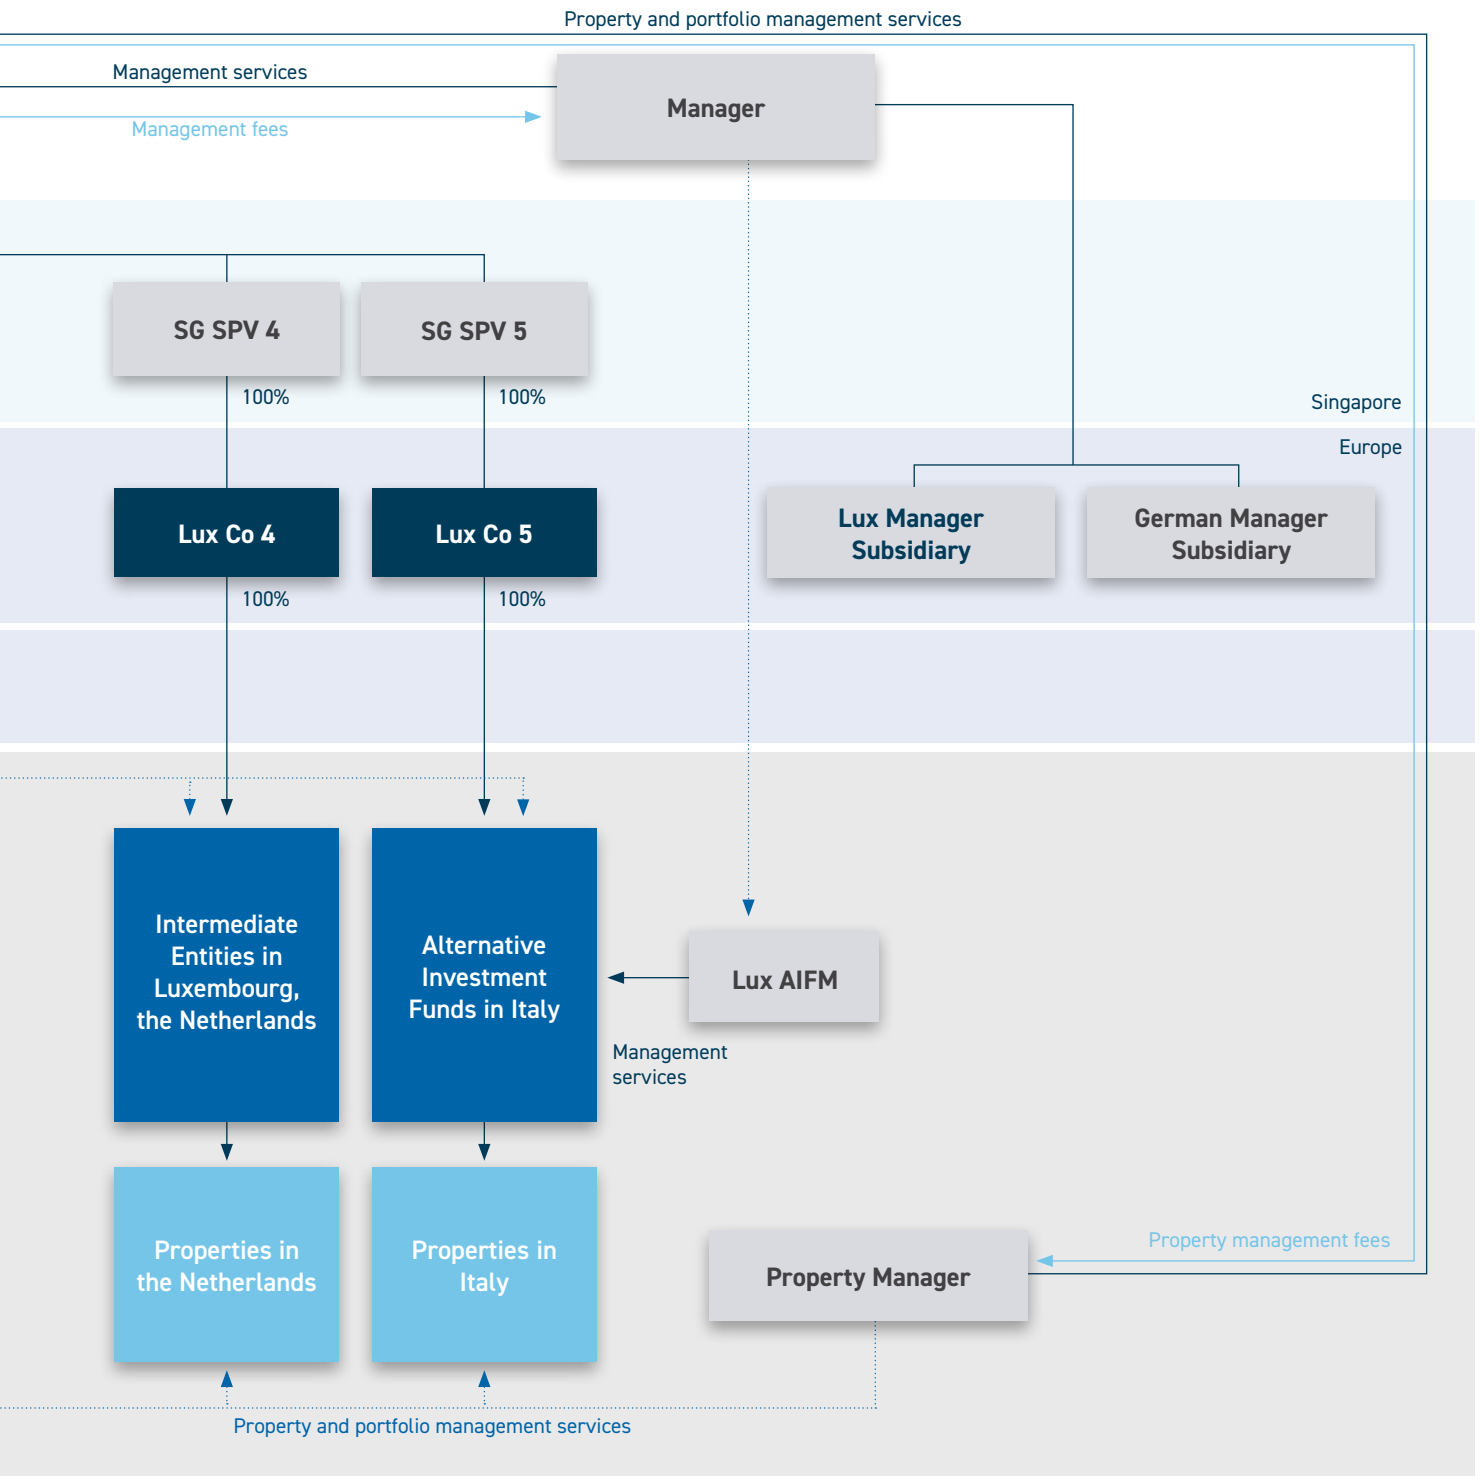 Property and portfolio management services
Management services
Manager
Management fees
SG SPV 4
SG SPV 5
100%
100%
Singapore
Europe
Lux Co 4
Lux Co 5
Lux Manager
Subsidiary
German Manager
Subsidiary
100%
100%
Intermediate
Entities in
Luxembourg,
the Netherlands
Alternative
Investment
Funds in Italy
Lux AIFM
Management
services
Properties in
the Netherlands
Properties in
Italy
Property Manager
Property management fees
Property and portfolio management services